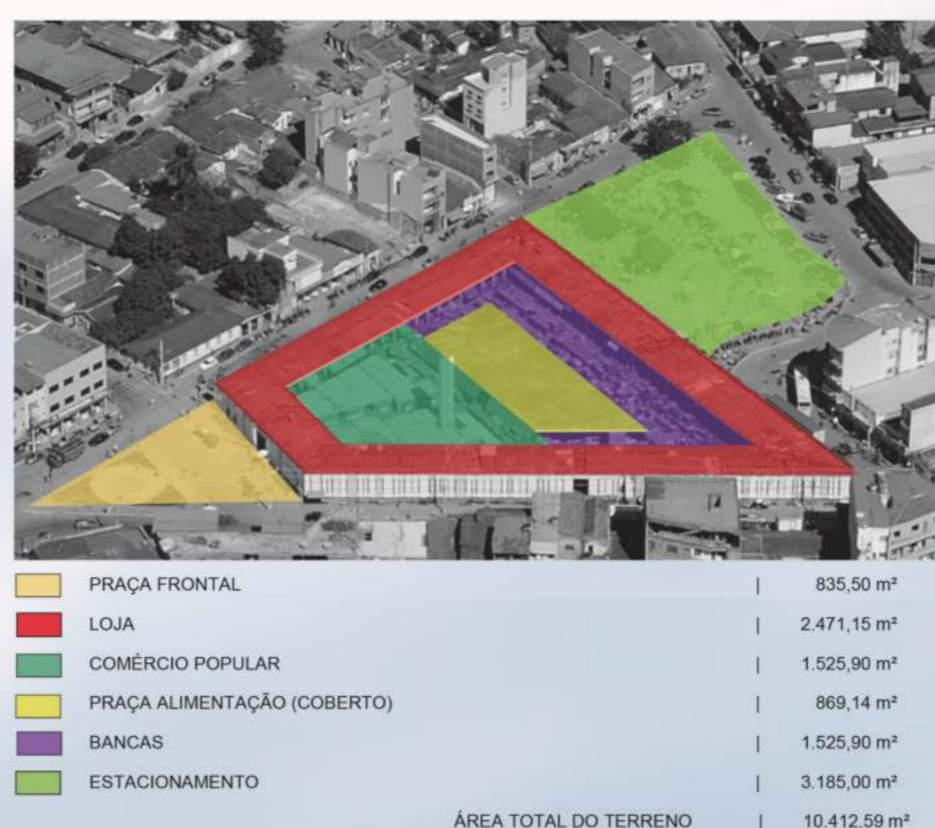 PRAÇA FRONTAL | 835,50 m²
LOJA | 2.471,15 m²
COMÉRCIO POPULAR | 1.525,90 m²
PRAÇA ALIMENTAÇÃO (COBERTO) | 869,14 m²
BANCAS | 1.525,90 m²
ESTACIONAMENTO | 3.185,00 m²
ÁREA TOTAL DO TERRENO | 10.412,59 m²